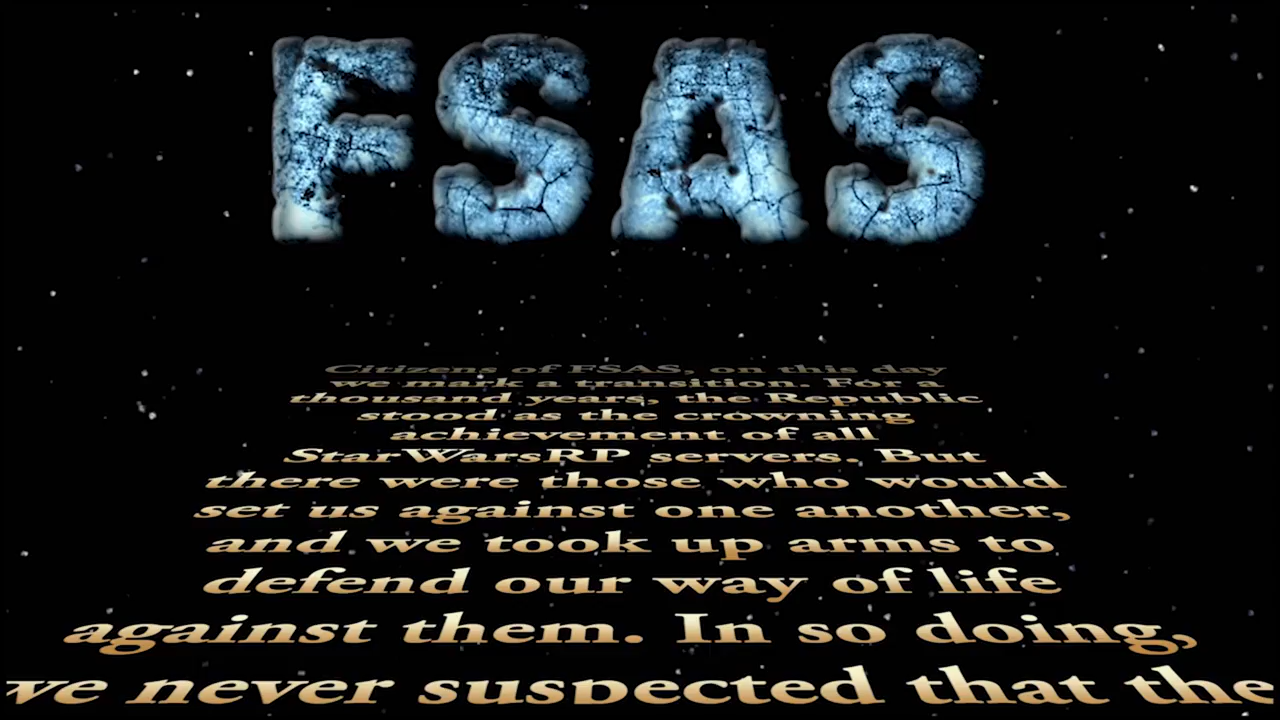 FSAS
Citizens of FSAS, on this day
we mark a transition. For a
thousand years, the Republic
stood as the crowning
achievement of all
StarWarsRP servers. But
there were those who would
set us against one another,
and we took up arms to
defend our way of life
against them. In so doing,
we never suspected that the